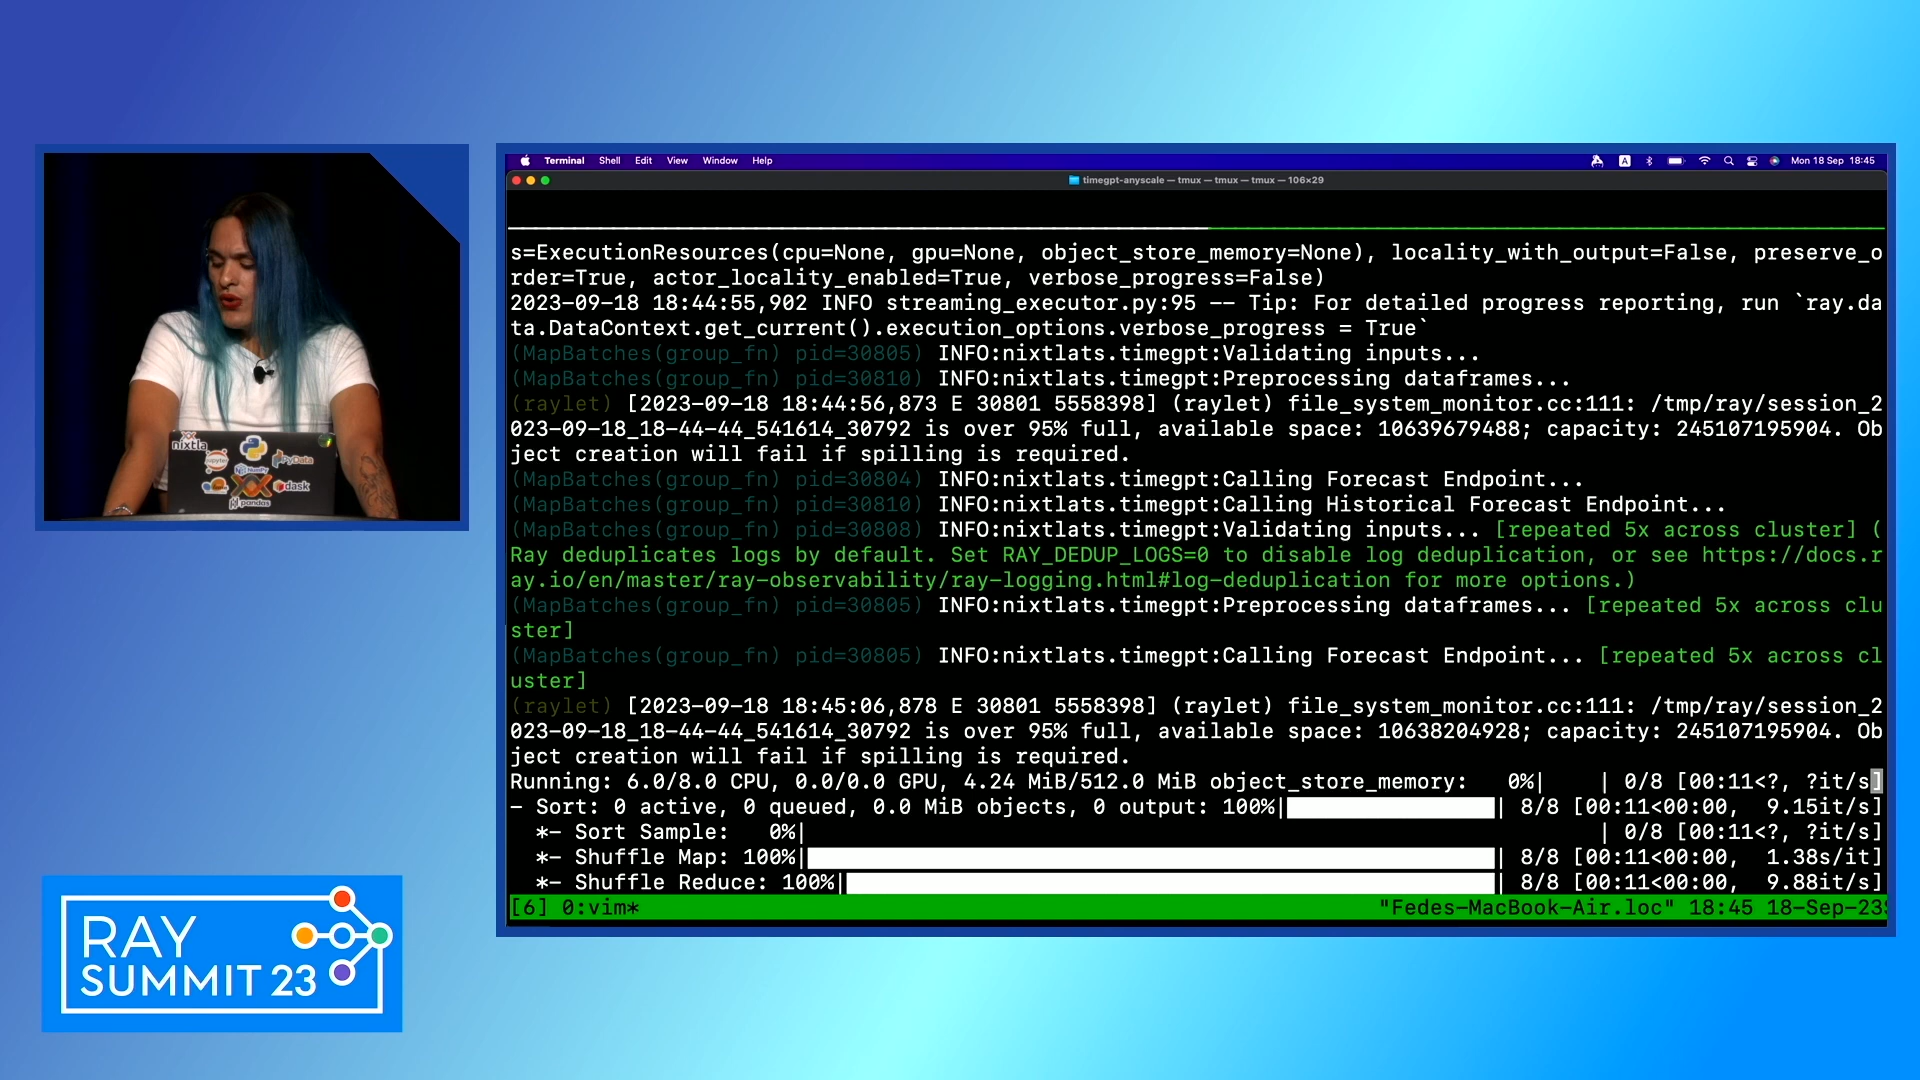 Terminal Shell Edit View Window Help
A
Mon 18 Sep 18:45
timegpt-anyscale — tmux — tmux — tmux — 106×29
s=ExecutionResources(cpu=None, gpu=None, object_store_memory=None), locality_with_output=False, preserve_o
rder=True, actor_locality_enabled=True, verbose_progress=False)
2023-09-18 18:44:55,902 INFO streaming_executor.py:95 -- Tip: For detailed progress reporting, run `ray.da
ta.DataContext.get_current().execution_options.verbose_progress = True`
(MapBatches(group_fn) pid=30805) INFO:nixtlats.timegpt:Validating inputs...
(MapBatches(group_fn) pid=30810) INFO:nixtlats.timegpt:Preprocessing dataframes...
(raylet) [2023-09-18 18:44:56,873 E 30801 5558398] (raylet) file_system_monitor.cc:111: /tmp/ray/session_2
023-09-18_18-44-44_541614_30792 is over 95% full, available space: 10639679488; capacity: 245107195904. Ob
ject creation will fail if spilling is required.
(MapBatches(group_fn) pid=30804) INFO:nixtlats.timegpt:Calling Forecast Endpoint...
(MapBatches(group_fn) pid=30810) INFO:nixtlats.timegpt:Calling Historical Forecast Endpoint...
(MapBatches(group_fn) pid=30808) INFO:nixtlats.timegpt:Validating inputs... [repeated 5x across cluster] (
Ray deduplicates logs by default. Set RAY_DEDUP_LOGS=0 to disable log deduplication, or see https://docs.r
ay.io/en/master/ray-observability/ray-logging.html#log-deduplication for more options.)
(MapBatches(group_fn) pid=30805) INFO:nixtlats.timegpt:Preprocessing dataframes... [repeated 5x across clu
ster]
(MapBatches(group_fn) pid=30805) INFO:nixtlats.timegpt:Calling Forecast Endpoint... [repeated 5x across cl
uster]
(raylet) [2023-09-18 18:45:06,878 E 30801 5558398] (raylet) file_system_monitor.cc:111: /tmp/ray/session_2
023-09-18_18-44-44_541614_30792 is over 95% full, available space: 10638204928; capacity: 245107195904. Ob
ject creation will fail if spilling is required.
Running: 6.0/8.0 CPU, 0.0/0.0 GPU, 4.24 MiB/512.0 MiB object_store_memory:   0%|    | 0/8 [00:11<?, ?it/s]
- Sort: 0 active, 0 queued, 0.0 MiB objects, 0 output: 100%| | 8/8 [00:11<00:00,  9.15it/s]
*- Sort Sample:   0%| | 0/8 [00:11<?, ?it/s]
*- Shuffle Map: 100%| | 8/8 [00:11<00:00,  1.38s/it]
*- Shuffle Reduce: 100%| | 8/8 [00:11<00:00,  9.88it/s]
[6] 0:vim* "Fedes-MacBook-Air.loc" 18:45 18-Sep-23
nixtla
jupyter
PyData
NumPy
dask
pandas
RAY
SUMMIT 23